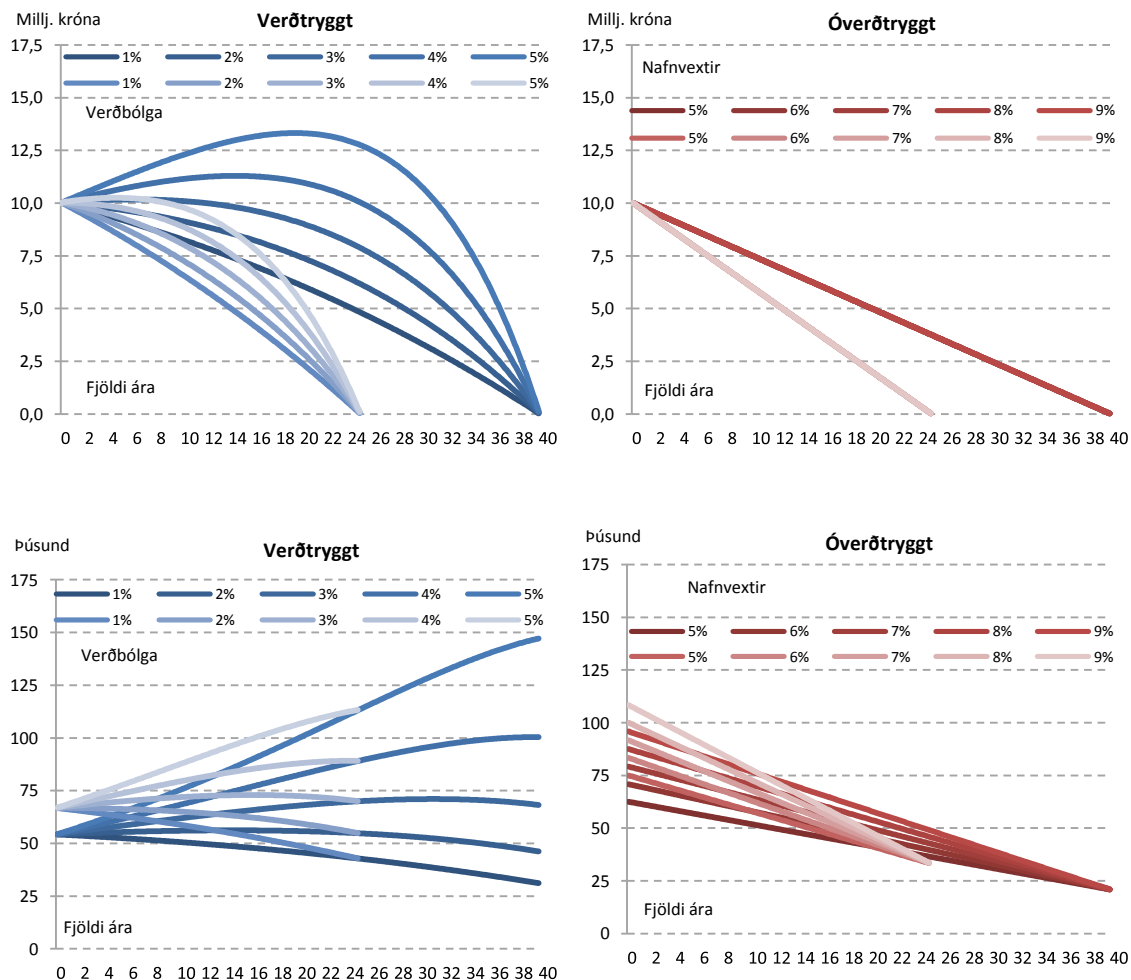 Millj. króna
Verðtryggt
17,5
1% 2% 3% 4% 5%
1% 2% 3% 4% 5%
15,0
Verðbólga
12,5
10,0
7,5
5,0
2,5
Fjöldi ára
0,0
0 2 4 6 8 10 12 14 16 18 20 22 24 26 28 30 32 34 36 38 40
Millj. króna
Óverðtryggt
17,5
Nafnvextir
15,0
5% 6% 7% 8% 9%
5% 6% 7% 8% 9%
12,5
10,0
7,5
5,0
2,5
Fjöldi ára
0,0
0 2 4 6 8 10 12 14 16 18 20 22 24 26 28 30 32 34 36 38 40
Þúsund
Verðtryggt
175
1% 2% 3% 4% 5%
1% 2% 3% 4% 5%
150
Verðbólga
125
100
75
50
25
Fjöldi ára
0
0 2 4 6 8 10 12 14 16 18 20 22 24 26 28 30 32 34 36 38 40
Þúsund
Óverðtryggt
175
Nafnvextir
150
5% 6% 7% 8% 9%
5% 6% 7% 8% 9%
125
100
75
50
25
Fjöldi ára
0
0 2 4 6 8 10 12 14 16 18 20 22 24 26 28 30 32 34 36 38 40